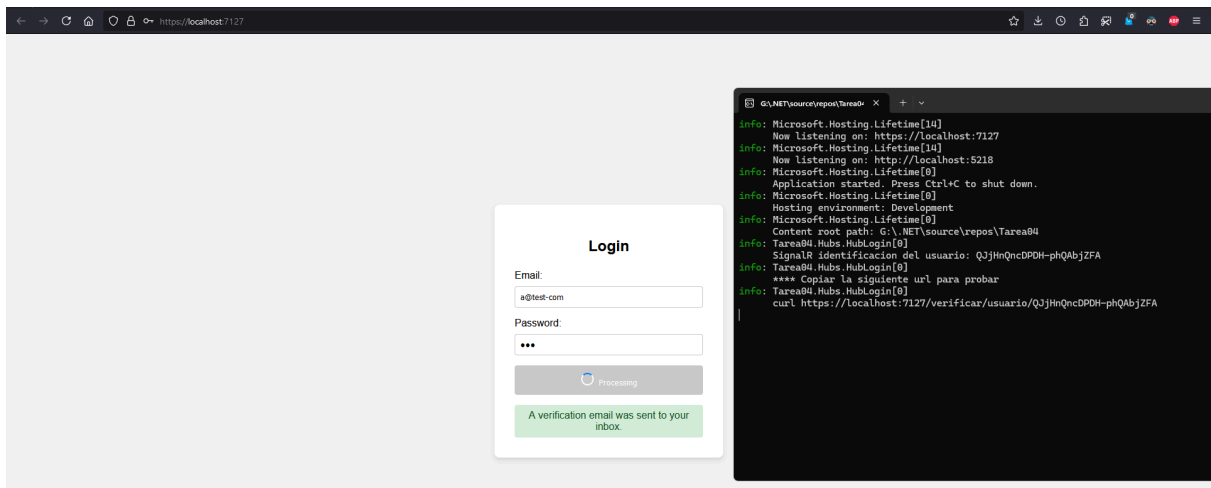 https://localhost:7127
0
ABP
Login
Email:
a@test-com
Password:
Processing
A verification email was sent to your
inbox.
G:\.NET\source\repos\Tarea04
info: Microsoft.Hosting.Lifetime[14]
Now listening on: https://localhost:7127
info: Microsoft.Hosting.Lifetime[14]
Now listening on: http://localhost:5218
info: Microsoft.Hosting.Lifetime[0]
Application started. Press Ctrl+C to shut down.
info: Microsoft.Hosting.Lifetime[0]
Hosting environment: Development
info: Microsoft.Hosting.Lifetime[0]
Content root path: G:\.NET\source\repos\Tarea04
info: Tarea04.Hubs.HubLogin[0]
SignalR identificacion del usuario: QJjHnQncDPDH-phQAbjZFA
info: Tarea04.Hubs.HubLogin[0]
**** Copiar la siguiente url para probar
info: Tarea04.Hubs.HubLogin[0]
curl https://localhost:7127/verificar/usuario/QJjHnQncDPDH-phQAbjZFA